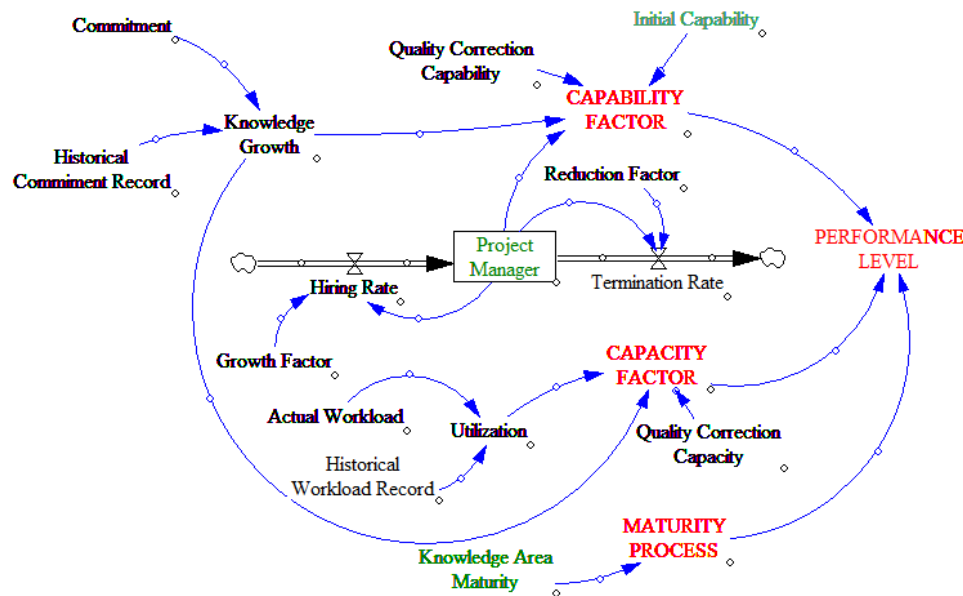 Commitment
Initial Capability
Quality Correction
Capability
CAPABILITY
FACTOR
Knowledge
Growth
Historical
Commiment Record
Reduction Factor
PERFORMANCE
LEVEL
Project
Manager
Hiring Rate
Termination Rate
Growth Factor
CAPACITY
FACTOR
Actual Workload
Utilization
Quality Correction
Capacity
Historical
Workload Record
MATURITY
PROCESS
Knowledge Area
Maturity